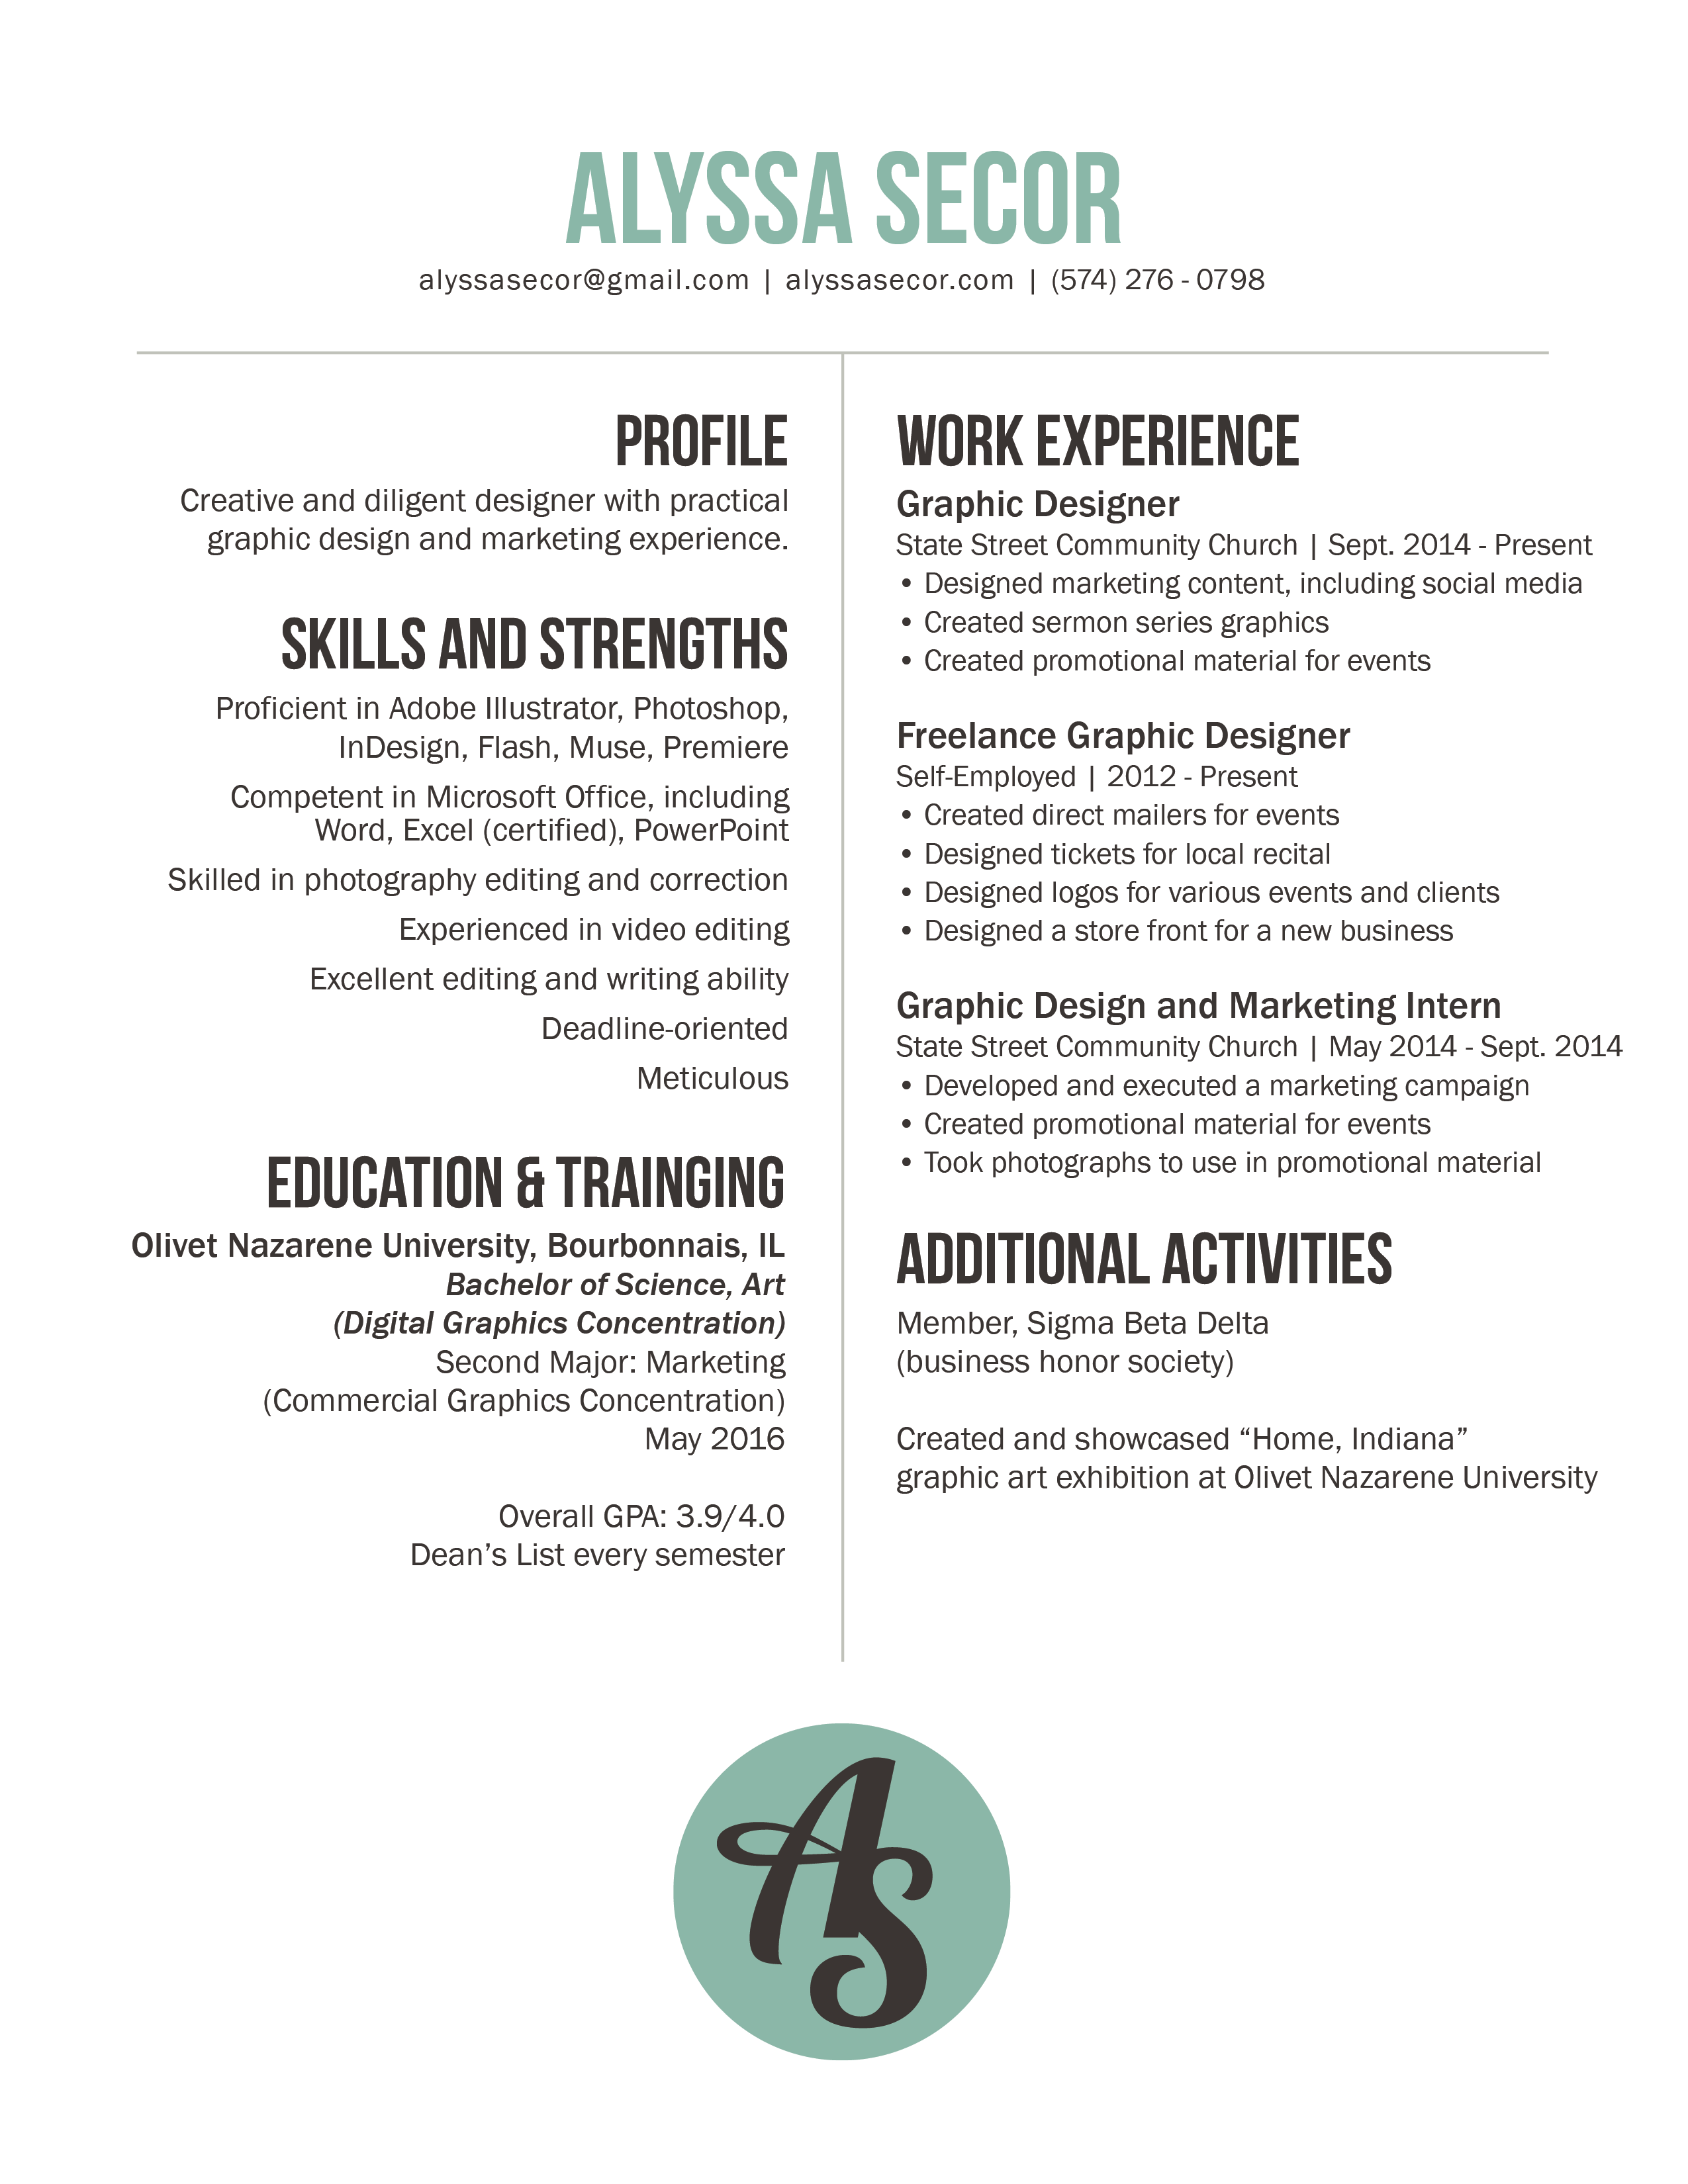 ALYSSA SECOR
alyssasecor@gmail.com | alyssasecor.com | (574) 276 - 0798
PROFILE
Creative and diligent designer with practical
graphic design and marketing experience.
SKILLS AND STRENGTHS
Proficient in Adobe Illustrator, Photoshop,
InDesign, Flash, Muse, Premiere
Competent in Microsoft Office, including
Word, Excel (certified), PowerPoint
Skilled in photography editing and correction
Experienced in video editing
Excellent editing and writing ability
Deadline-oriented
Meticulous
EDUCATION & TRAINGING
Olivet Nazarene University, Bourbonnais, IL
Bachelor of Science, Art
(Digital Graphics Concentration)
Second Major: Marketing
(Commercial Graphics Concentration)
May 2016
Overall GPA: 3.9/4.0
Dean’s List every semester
WORK EXPERIENCE
Graphic Designer
State Street Community Church | Sept. 2014 - Present
• Designed marketing content, including social media
• Created sermon series graphics
• Created promotional material for events
Freelance Graphic Designer
Self-Employed | 2012 - Present
• Created direct mailers for events
• Designed tickets for local recital
• Designed logos for various events and clients
• Designed a store front for a new business
Graphic Design and Marketing Intern
State Street Community Church | May 2014 - Sept. 2014
• Developed and executed a marketing campaign
• Created promotional material for events
• Took photographs to use in promotional material
ADDITIONAL ACTIVITIES
Member, Sigma Beta Delta
(business honor society)
Created and showcased “Home, Indiana”
graphic art exhibition at Olivet Nazarene University
AS